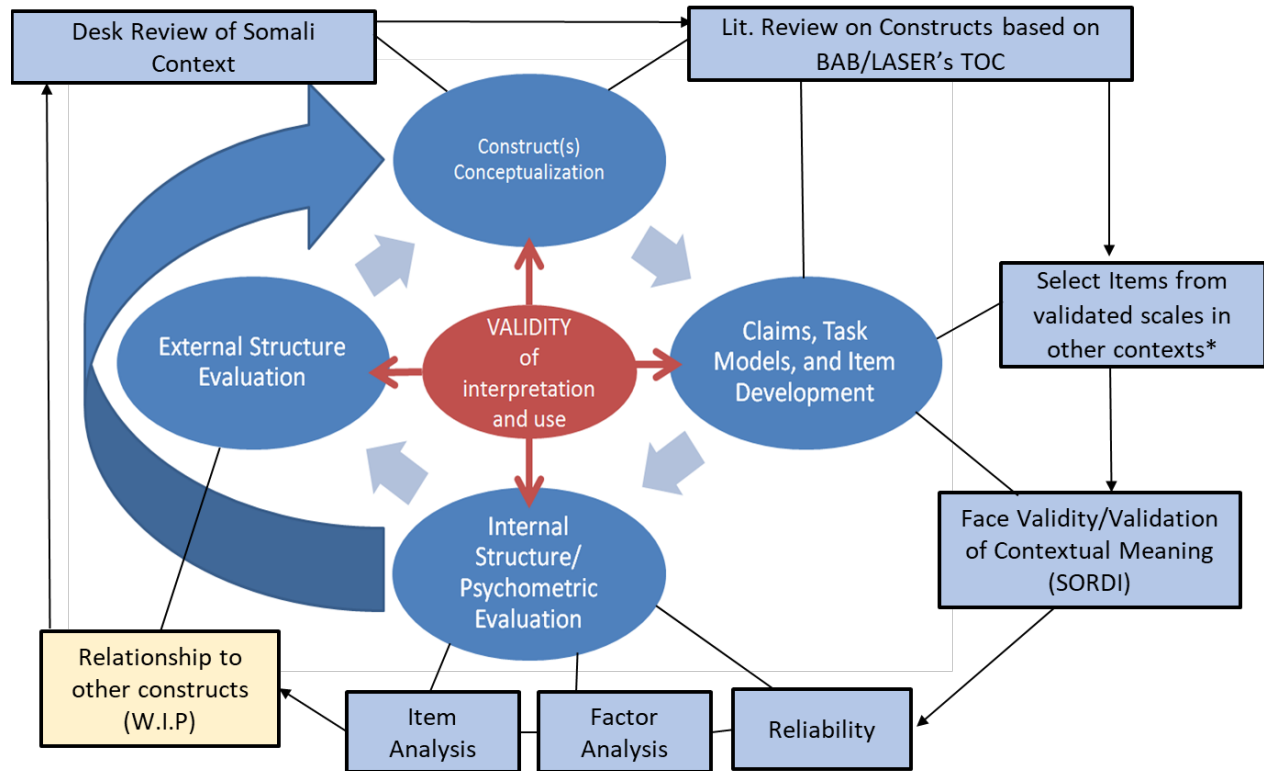 Desk Review of Somali
Context
Lit. Review on Constructs based on
BAB/LASER's TOC
Construct(s)
Conceptualization
Select Items from
validated scales in
other contexts*
External Structure
Evaluation
VALIDITY
of
interpretation
and use
Claims, Task
Models, and Item
Development
Internal
Structure/
Psychometric
Evaluation
Face Validity/Validation
of Contextual Meaning
(SORDI)
Relationship to
other constructs
(W.I.P)
Item
Analysis
Factor
Analysis
Reliability